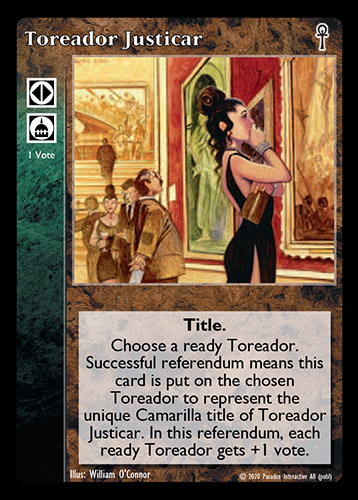 Toreador Justicar
1 Vote
Title.
Choose a ready Toreador.
Successful referendum means this
card is put on the chosen
Toreador to represent the
unique Camarilla title of Toreador
Justicar. In this referendum, each
ready Toreador gets +1 vote.
Illus: William O'Connor
© 2020 Paradox Interactive AB (publ)